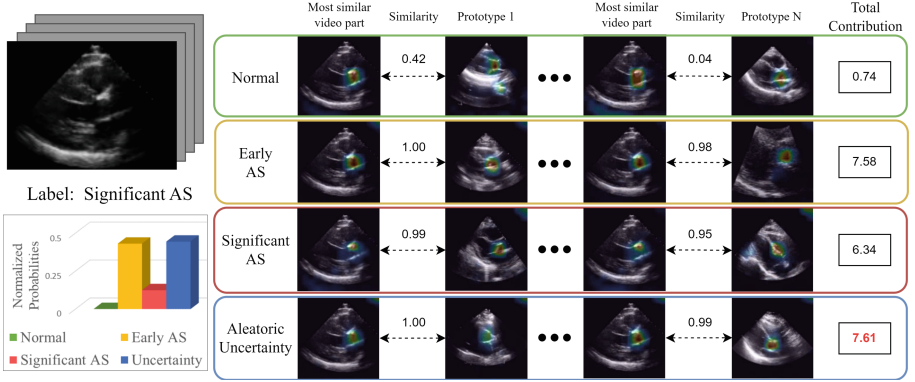 Most similar
video part
Similarity
Prototype 1
Most similar
video part
Similarity
Prototype N
Total
Contribution
Normal
0.42
0.04
0.74
Early
AS
1.00
0.98
7.58
Label: Significant AS
Significant
AS
0.99
0.95
6.34
Aleatoric
Uncertainty
1.00
0.99
7.61
Normalized
Probabilities
0.5
0.25
0
Normal
Early AS
Significant AS
Uncertainty